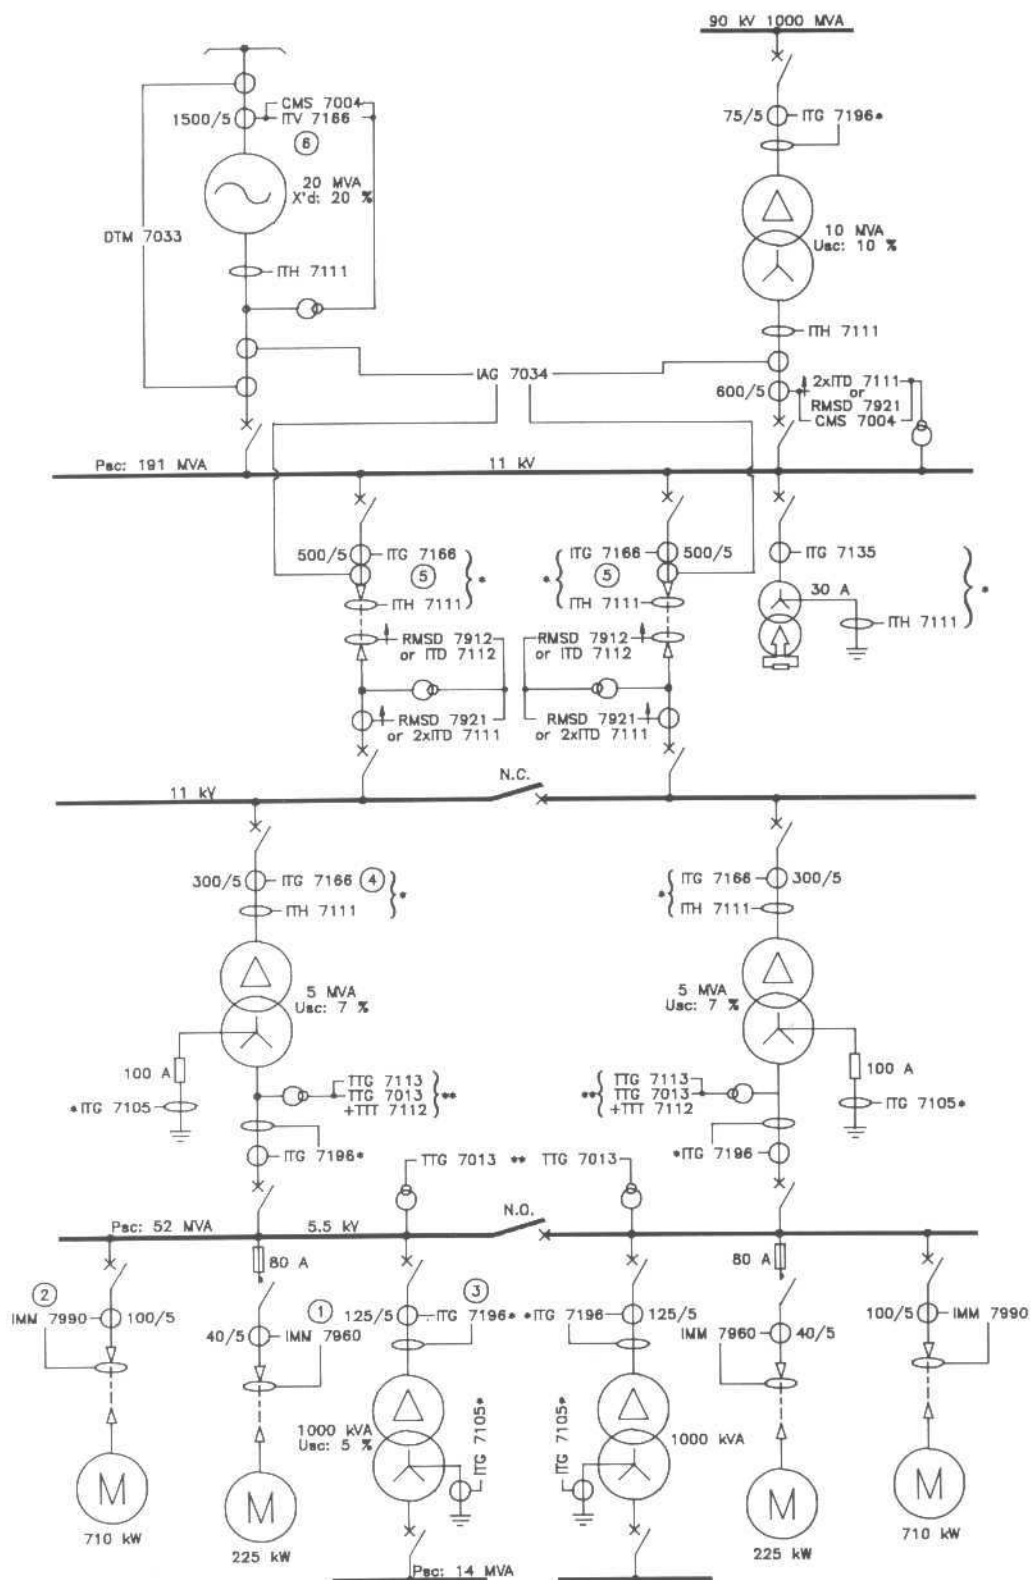 90 kV 1000 MVA
CMS 7004
1500/5 ITV 7166
6
75/5 ITG 7196*
20 MVA
X"d: 20 %
DTM 7033
10 MVA
Usc: 10 %
ITH 7111
ITH 7111
IAG 7034
600/5 2xITD 7111
or
RMSD 7921
CMS 7004
Psc: 191 MVA 11 kV
500/5 ITG 7166
5
*
ITH 7111
ITG 7166 500/5
* 5
ITH 7111
ITG 7135
30 A
*
ITH 7111
RMSD 7912
or ITD 7112
RMSD 7912
or ITD 7112
RMSD 7921
or 2xITD 7111
RMSD 7921
or 2xITD 7111
N.C.
11 kV
300/5 ITG 7166 4 *
ITH 7111
* ITG 7166 300/5
ITH 7111
5 MVA
Usc: 7 %
5 MVA
Usc: 7 %
100 A
100 A
*ITG 7105
ITG 7105*
TTG 7113
TTG 7013 **
+TTT 7112
TTG 7113
** TTG 7013
+TTT 7112
ITG 7196*
*ITG 7196
TTG 7013 ** TTG 7013
N.O.
Psc: 52 MVA 5.5 kV
80 A
80 A
2
IMM 7990 100/5
1
40/5 IMM 7960
3
125/5 ITG 7196* *ITG 7196 125/5
IMM 7960 40/5
100/5 IMM 7990
1000 kVA
Usc: 5 %
ITG 7105*
ITG 7105*
1000 kVA
M
710 kW
M
225 kW
M
225 kW
M
710 kW
Psc: 14 MVA